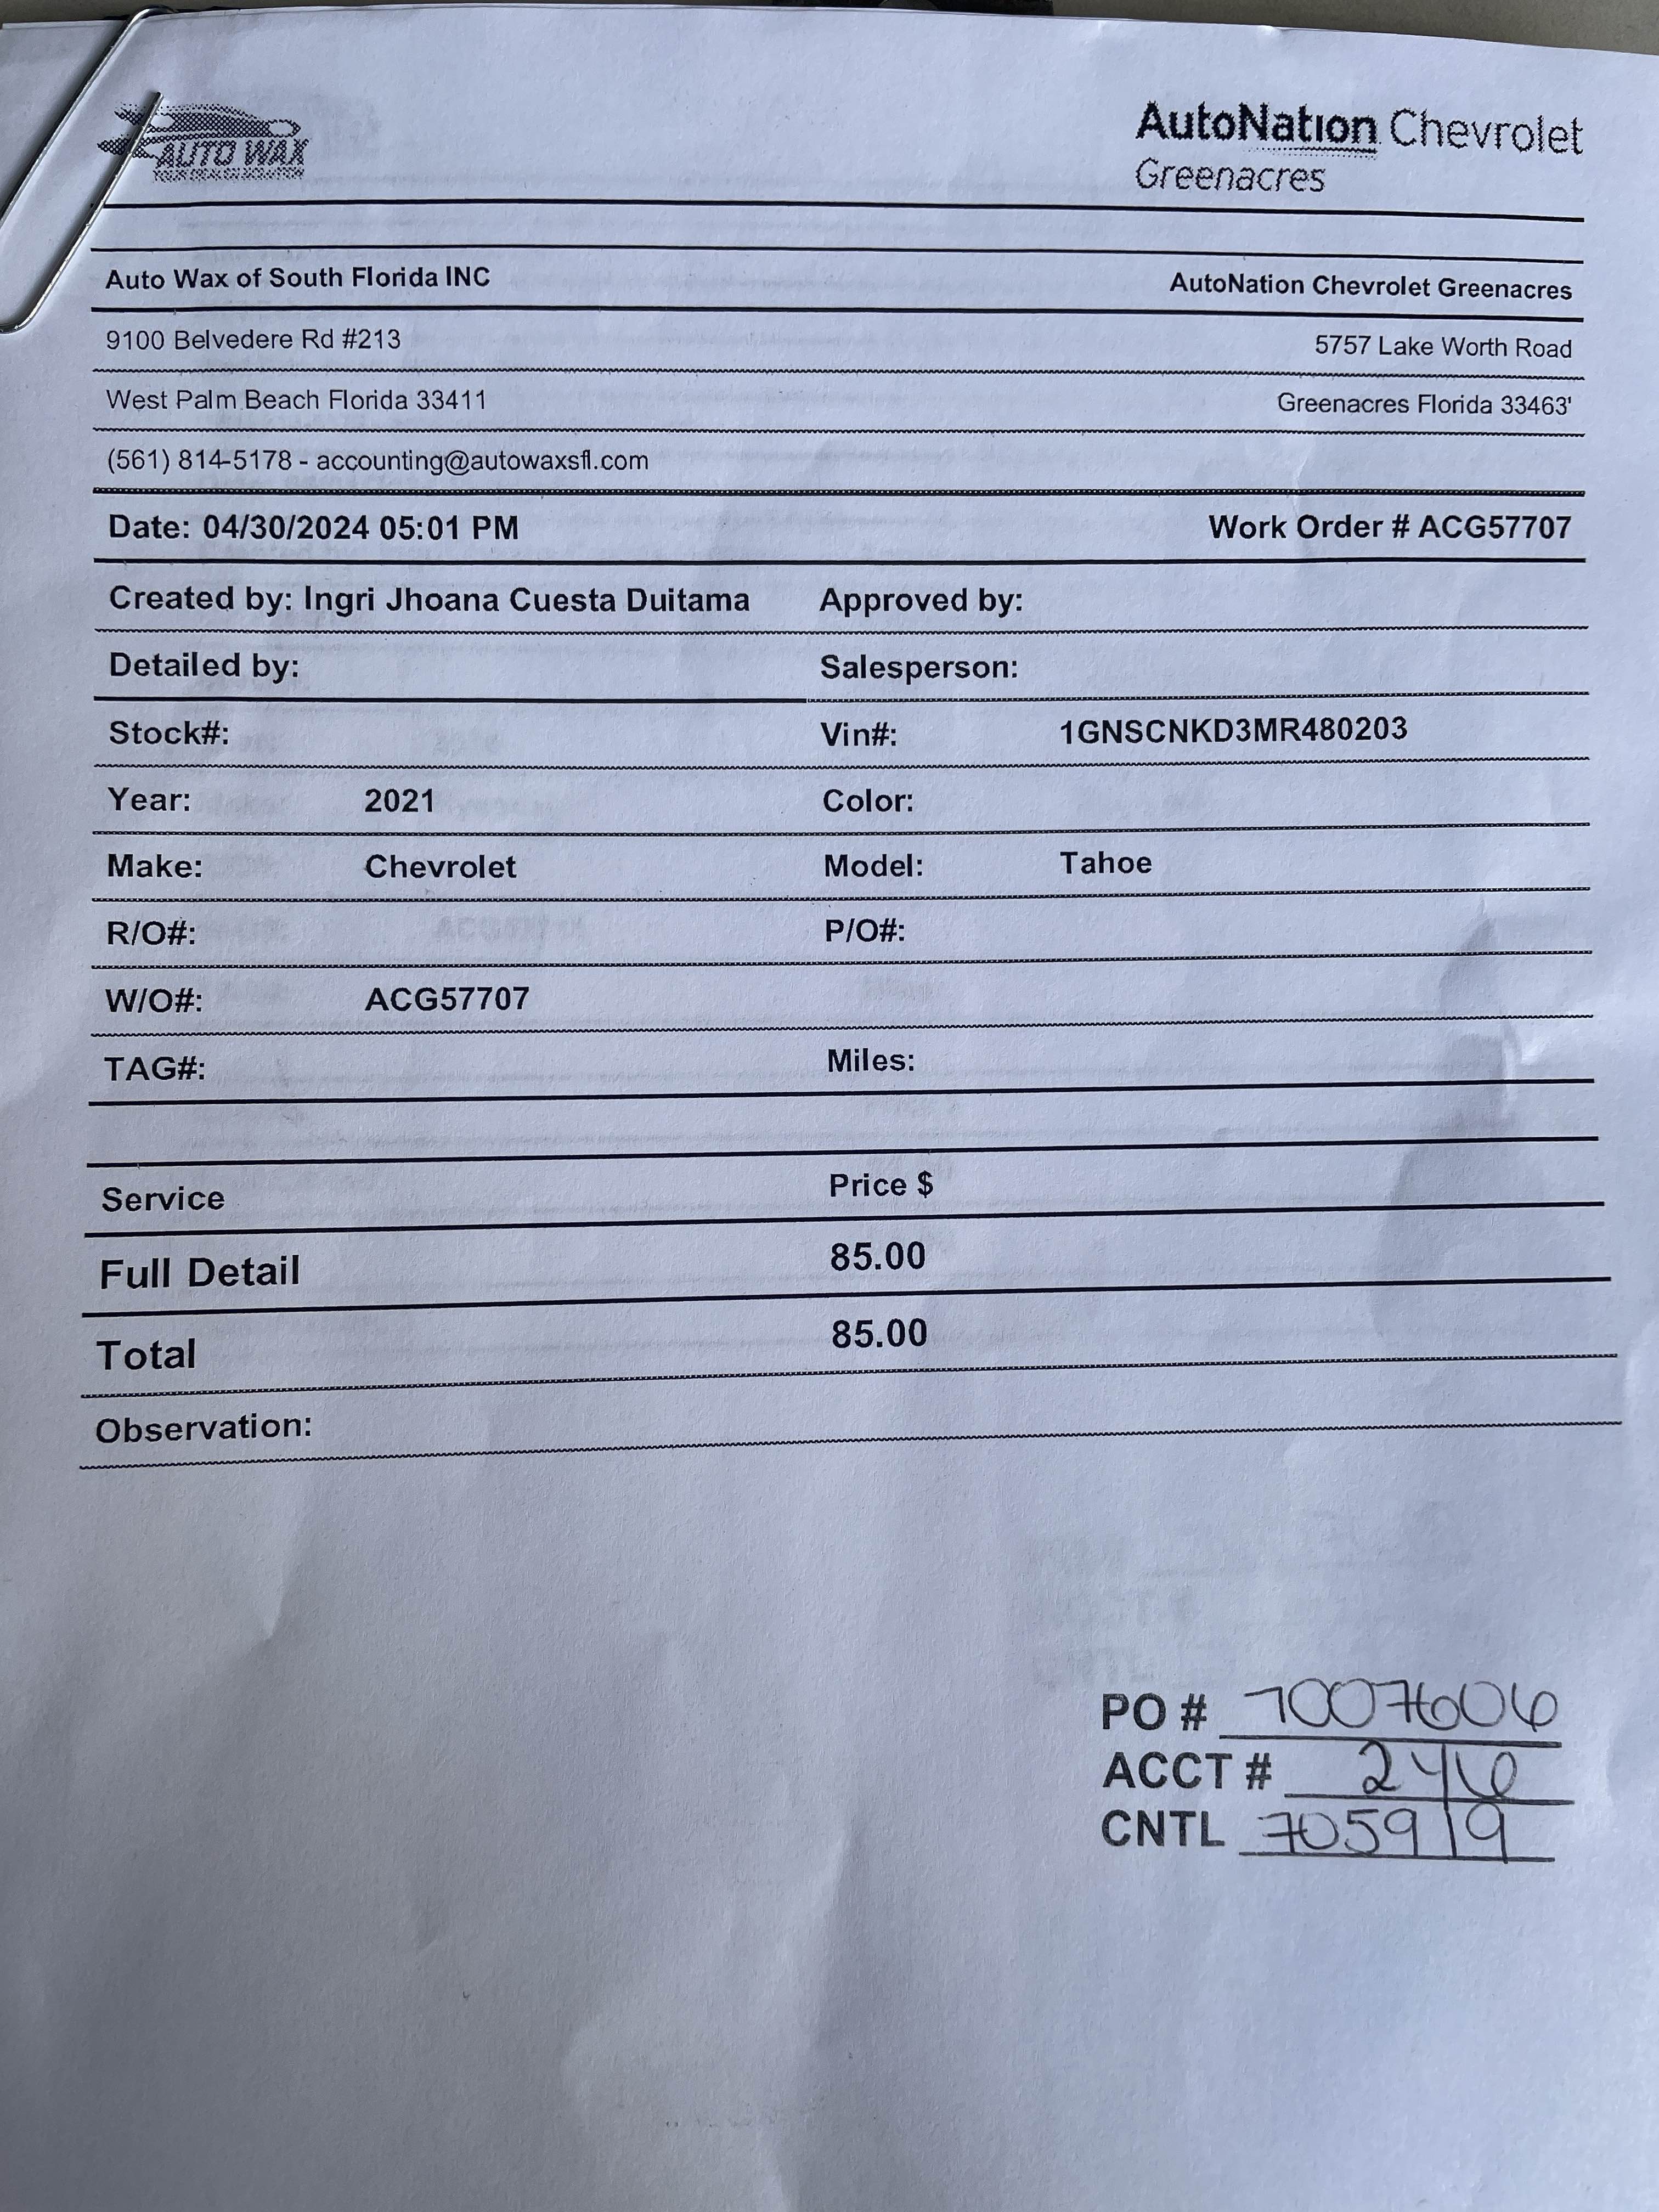 AUTO WAX
AutoNation Chevrolet
Greenacres
Auto Wax of South Florida INC AutoNation Chevrolet Greenacres
9100 Belvedere Rd #213 5757 Lake Worth Road
West Palm Beach Florida 33411 Greenacres Florida 33463'
(561) 814-5178 - accounting@autowaxsfl.com
Date: 04/30/2024 05:01 PM Work Order # ACG57707
Created by: Ingri Jhoana Cuesta Duitama Approved by:
Detailed by: Salesperson:
Stock#: Vin#: 1GNSCNKD3MR480203
Year: 2021 Color:
Make: Chevrolet Model: Tahoe
R/O#: P/O#:
W/O#: ACG57707
TAG#: Miles:
Service Price $
Full Detail 85.00
Total 85.00
Observation:
PO # 7007606
ACCT # 246
CNTL 705919